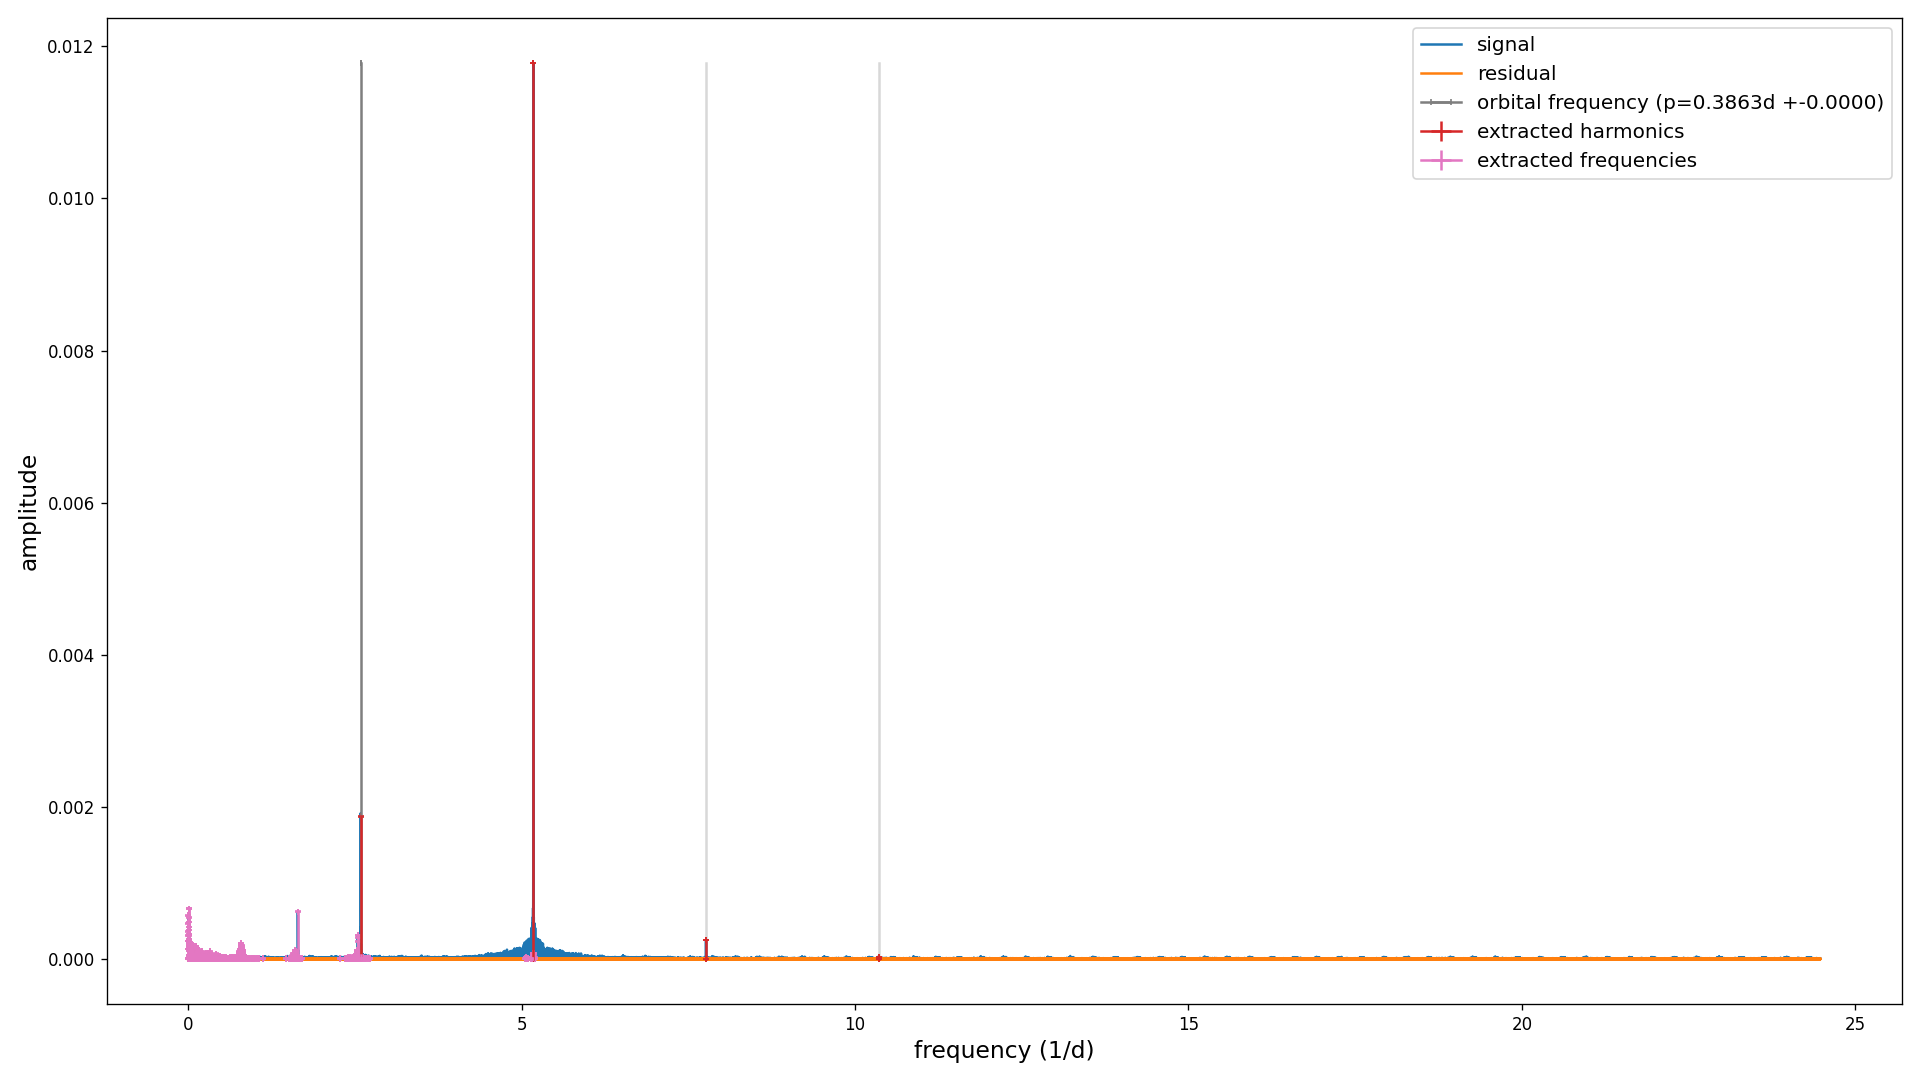 0.012
0.010
0.008
0.006
0.004
0.002
0.000
amplitude
0
5
10
15
20
25
frequency (1/d)
signal
residual
orbital frequency (p=0.3863d +-0.0000)
extracted harmonics
extracted frequencies